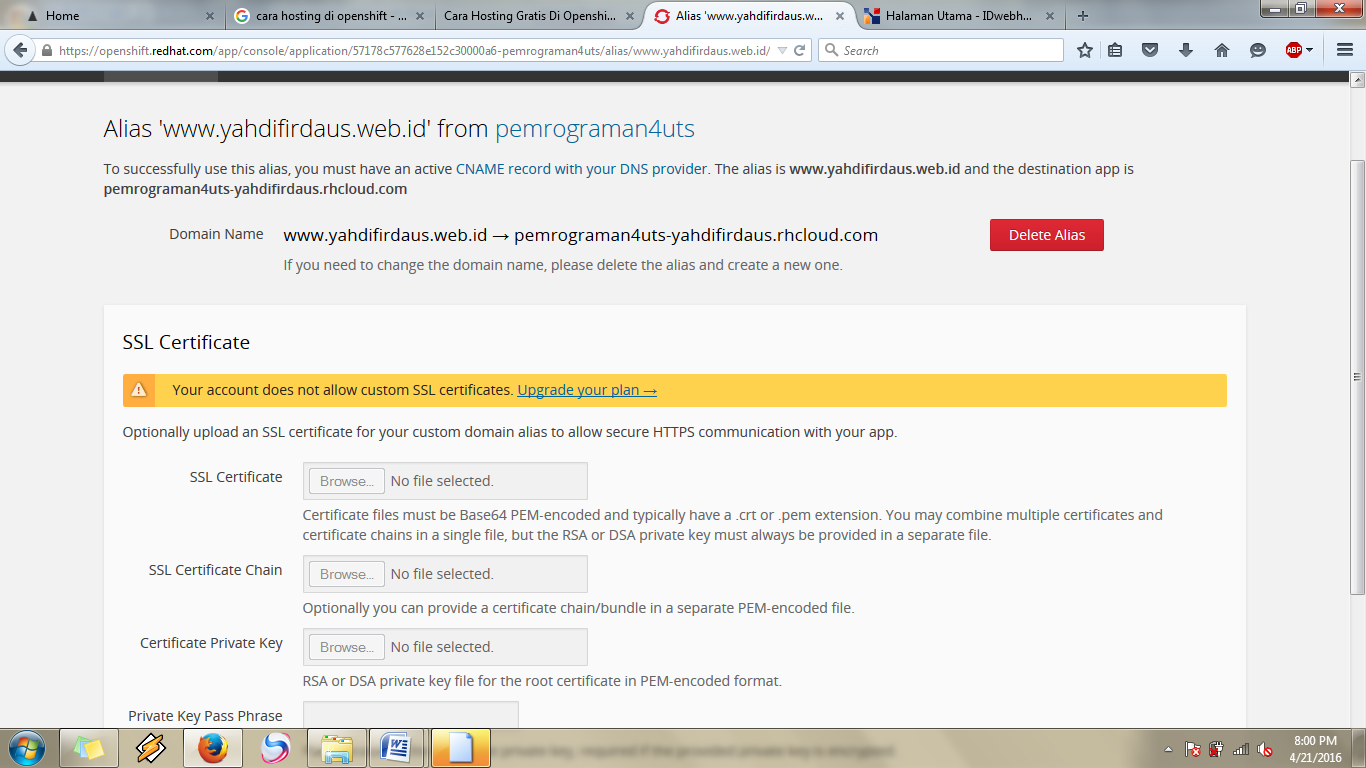 Home
cara hosting di openshift - ...
Cara Hosting Gratis Di Openshi...
Alias 'www.yahdifirdaus.w...
Halaman Utama - IDwebh...
https://openshift.redhat.com/app/console/application/57178c577628e152c30000a6-pemrograman4uts/alias/www.yahdifirdaus.web.id/
Search
ABP
Alias 'www.yahdifirdaus.web.id' from pemrograman4uts
To successfully use this alias, you must have an active CNAME record with your DNS provider. The alias is www.yahdifirdaus.web.id and the destination app is
pemrograman4uts-yahdifirdaus.rhcloud.com
Domain Name
www.yahdifirdaus.web.id → pemrograman4uts-yahdifirdaus.rhcloud.com
Delete Alias
If you need to change the domain name, please delete the alias and create a new one.
SSL Certificate
Your account does not allow custom SSL certificates. Upgrade your plan →
Optionally upload an SSL certificate for your custom domain alias to allow secure HTTPS communication with your app.
SSL Certificate
Browse... No file selected.
Certificate files must be Base64 PEM-encoded and typically have a .crt or .pem extension. You may combine multiple certificates and
certificate chains in a single file, but the RSA or DSA private key must always be provided in a separate file.
SSL Certificate Chain
Browse... No file selected.
Optionally you can provide a certificate chain/bundle in a separate PEM-encoded file.
Certificate Private Key
Browse... No file selected.
RSA or DSA private key file for the root certificate in PEM-encoded format.
Private Key Pass Phrase
8:00 PM
4/21/2016